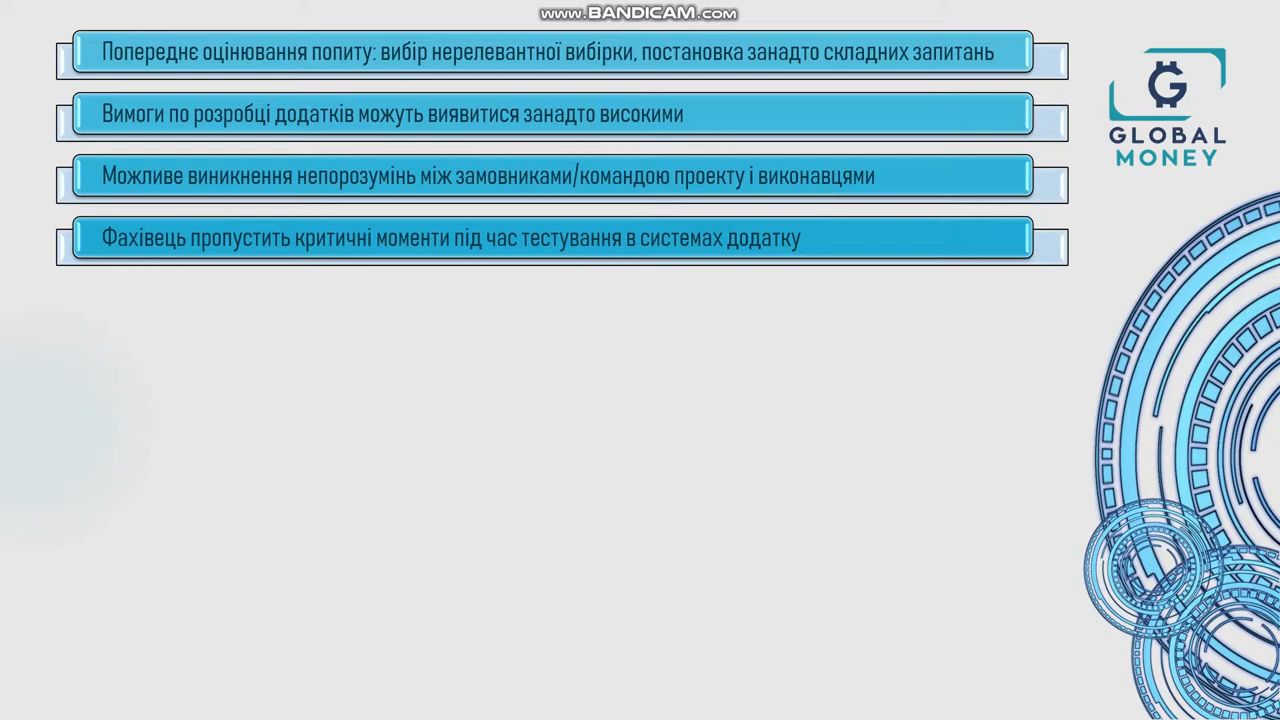 www.BANDICAM.com
Попереднє оцінювання попиту: вибір нерелевантної вибірки, постановка занадто складних запитань
Вимоги по розробці додатків можуть виявитися занадто високими
Можливе виникнення непорозумінь між замовниками/командою проекту і виконавцями
Фахівець пропустить критичні моменти під час тестування в системах додатку
GLOBAL
MONEY